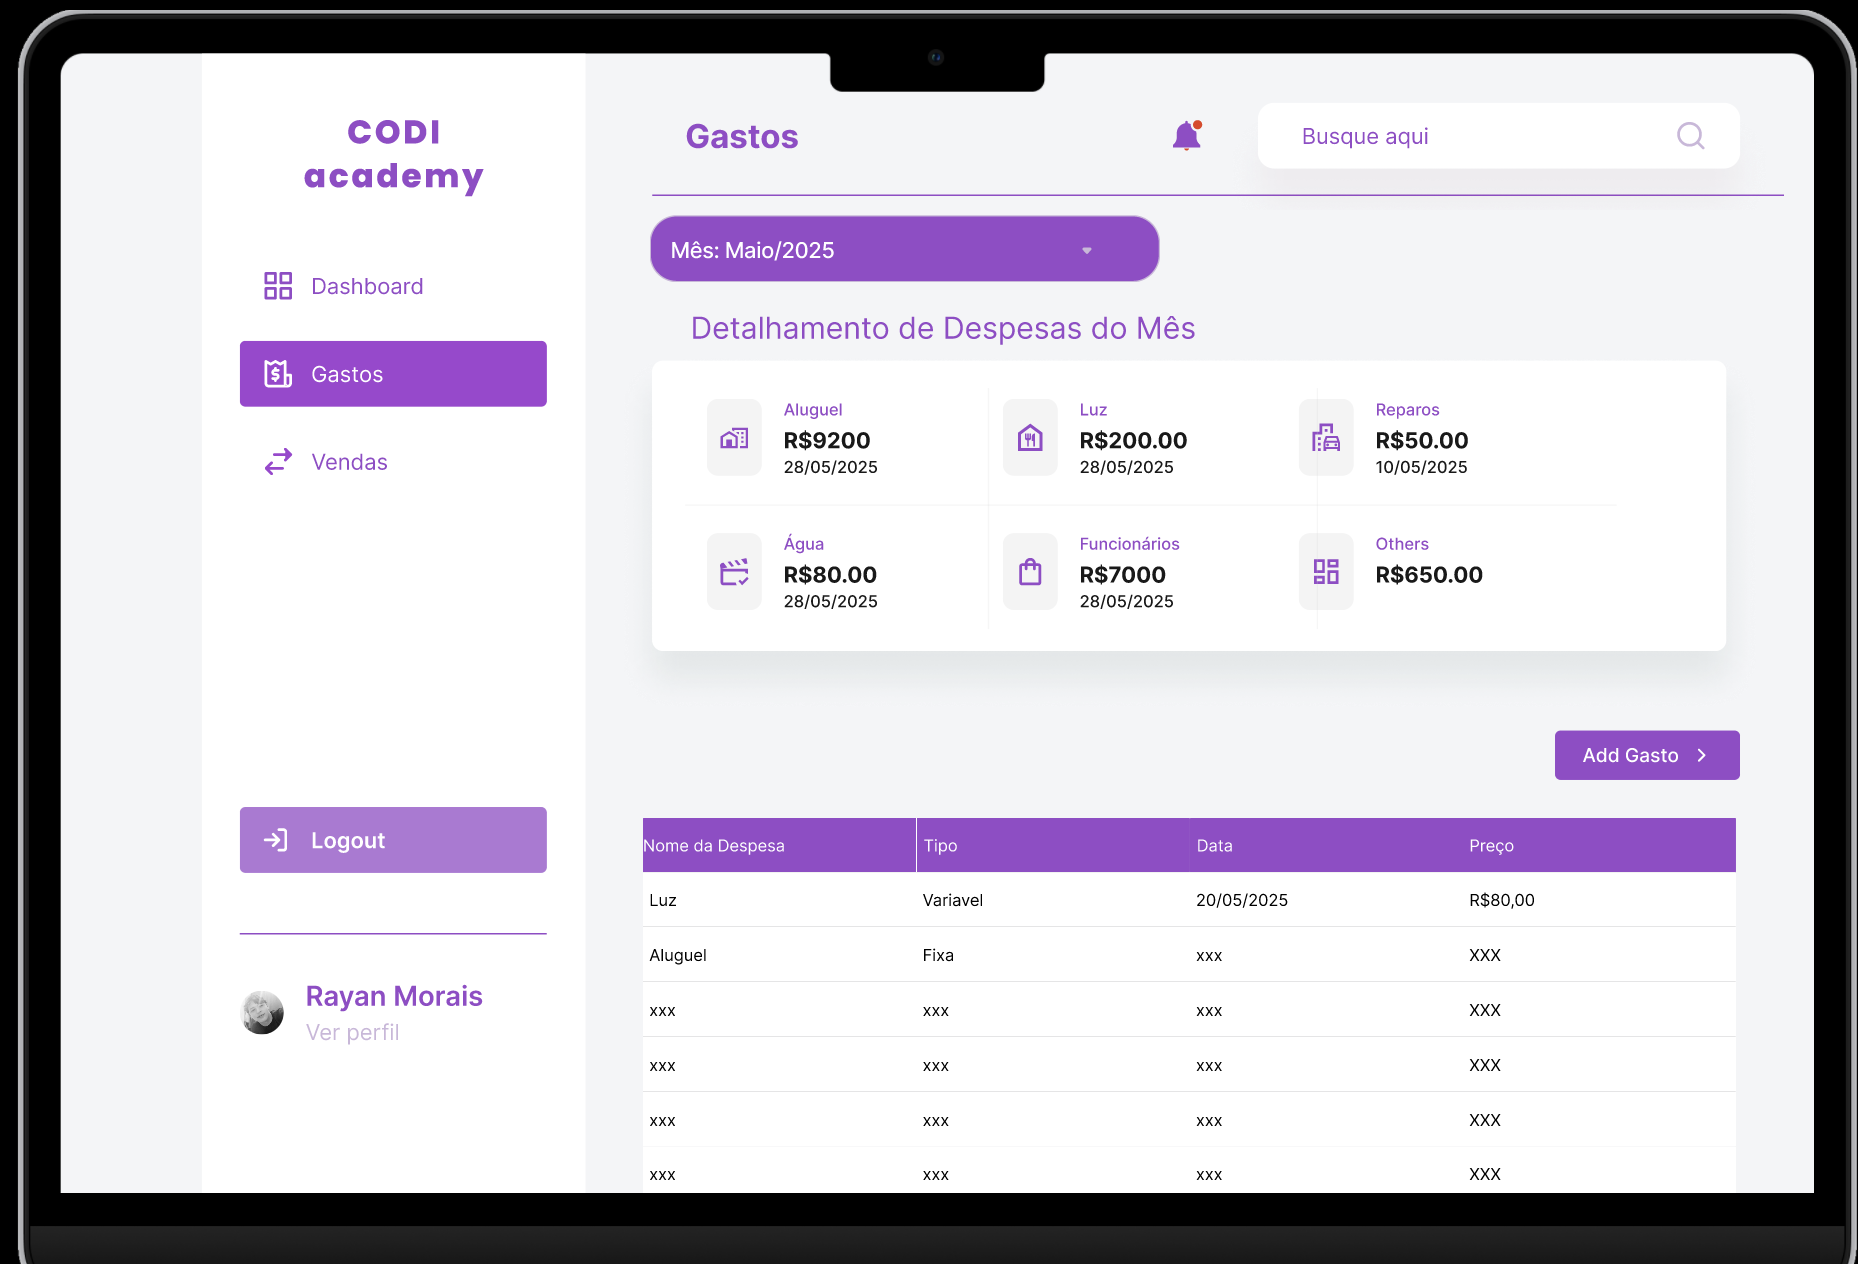 CODI
academy
Dashboard
Gastos
Vendas
Logout
Rayan Morais
Ver perfil
Gastos
Busque aqui
Mês: Maio/2025
Detalhamento de Despesas do Mês
Aluguel
R$9200
28/05/2025
Luz
R$200.00
28/05/2025
Reparos
R$50.00
10/05/2025
Água
R$80.00
28/05/2025
Funcionários
R$7000
28/05/2025
Others
R$650.00
Add Gasto
Nome da Despesa Tipo Data Preço
Luz Variavel 20/05/2025 R$80,00
Aluguel Fixa xxx XXX
xxx xxx xxx XXX
xxx xxx xxx XXX
xxx xxx xxx XXX
xxx xxx xxx XXX